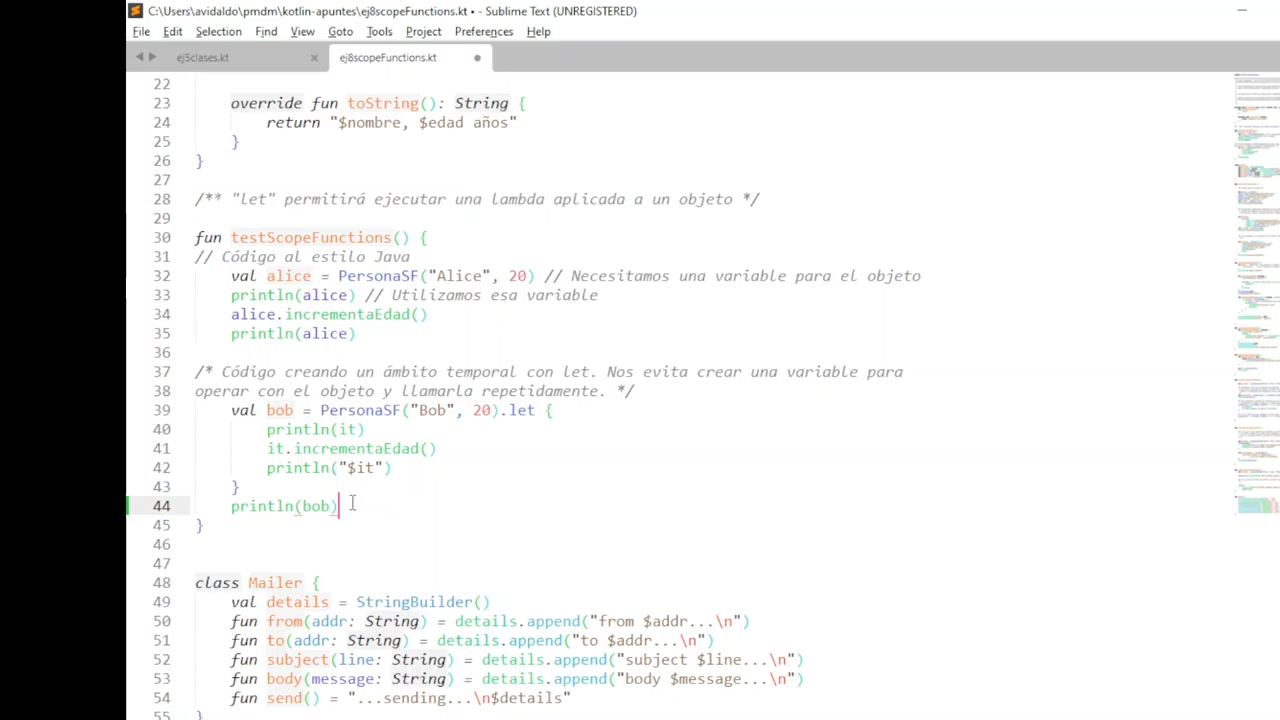 C:\Users\avidaldo\pmdm\kotlin-apuntes\ej8scopeFunctions.kt • - Sublime Text (UNREGISTERED)
File Edit Selection Find View Goto Tools Project Preferences Help
ej5clases.kt ej8scopeFunctions.kt
22
23 override fun toString(): String {
24 return "$nombre, $edad años"
25 }
26 }
27
28 /** "let" permitirá ejecutar una lambda aplicada a un objeto */
29
30 fun testScopeFunctions() {
31 // Código al estilo Java
32 val alice = PersonaSF("Alice", 20) // Necesitamos una variable para el objeto
33 println(alice) // Utilizamos esa variable
34 alice.incrementaEdad()
35 println(alice)
36
37 /* Código creando un ámbito temporal con let. Nos evita crear una variable para
38 operar con el objeto y llamarla repetidamente. */
39 val bob = PersonaSF("Bob", 20).let {
40 println(it)
41 it.incrementaEdad()
42 println("$it")
43 }
44 println(bob)
45 }
46
47
48 class Mailer {
49 val details = StringBuilder()
50 fun from(addr: String) = details.append("from $addr...\n")
51 fun to(addr: String) = details.append("to $addr...\n")
52 fun subject(line: String) = details.append("subject $line...\n")
53 fun body(message: String) = details.append("body $message...\n")
54 fun send() = "...sending...\n$details"
55 }